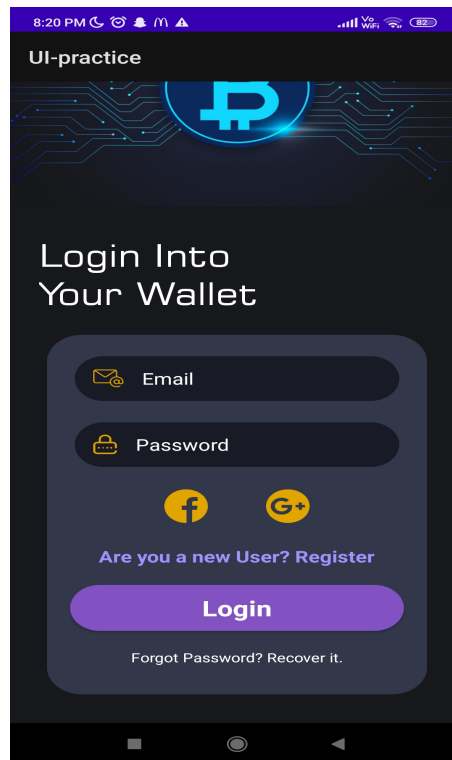 8:20 PM
Vo
WiFi
82
UI-practice
Login Into
Your Wallet
Email
Password
G+
Are you a new User? Register
Login
Forgot Password? Recover it.